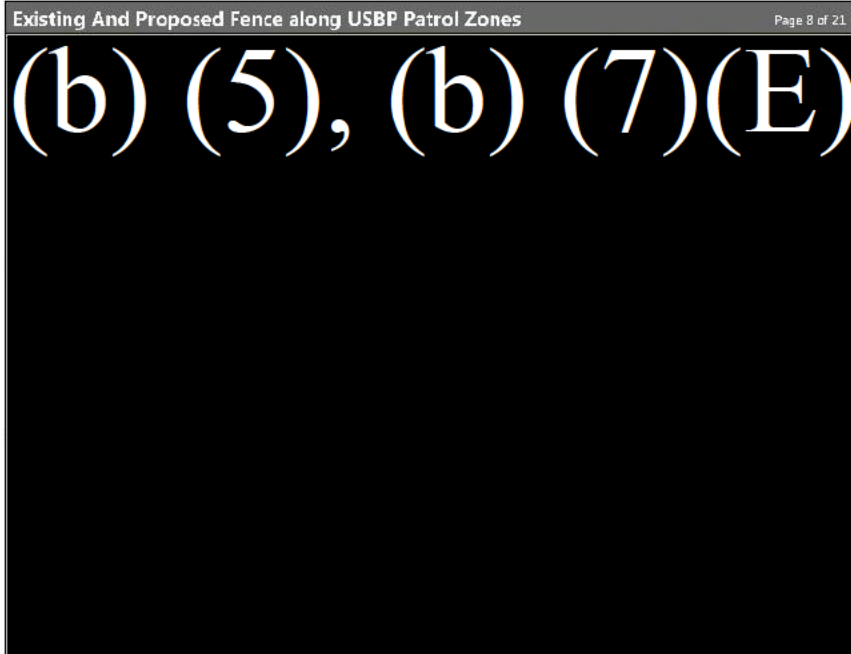 Existing And Proposed Fence along USBP Patrol Zones
Page 8 of 21
(b) (5), (b) (7)(E)